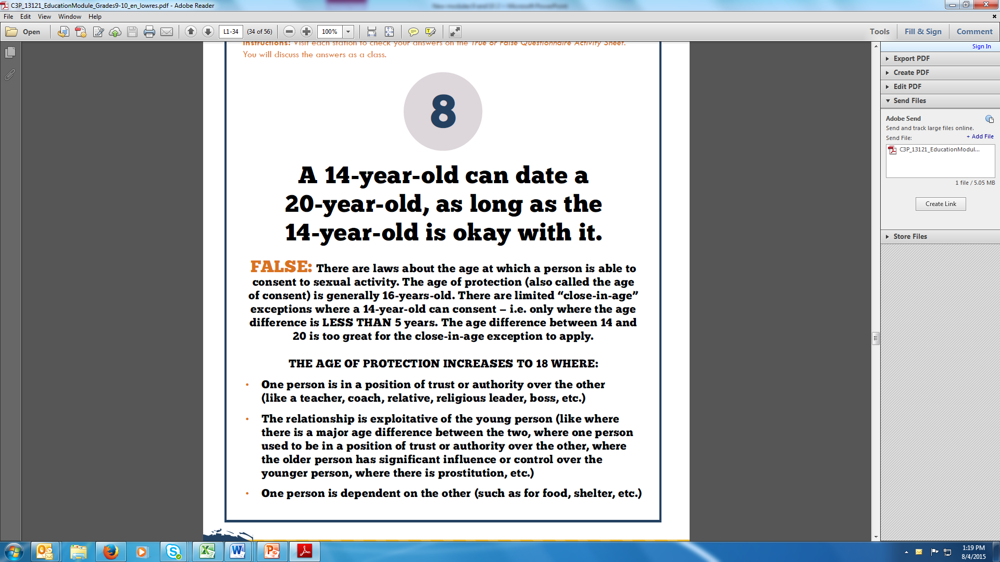 C3P_13121_EducationModule_Grades9-10_en_lowres.pdf - Adobe Reader
File Edit View Window Help
Open
L1-34 (34 of 56) 100%
Tools Fill & Sign Comment
Sign In
Instructions: Visit each station to check your answers on the True or False Questionnaire Activity Sheet.
You will discuss the answers as a class.
8
A 14-year-old can date a
20-year-old, as long as the
14-year-old is okay with it.
FALSE: There are laws about the age at which a person is able to
consent to sexual activity. The age of protection (also called the age
of consent) is generally 16-years-old. There are limited “close-in-age”
exceptions where a 14-year-old can consent – i.e. only where the age
difference is LESS THAN 5 years. The age difference between 14 and
20 is too great for the close-in-age exception to apply.
THE AGE OF PROTECTION INCREASES TO 18 WHERE:
• One person is in a position of trust or authority over the other
(like a teacher, coach, relative, religious leader, boss, etc.)
• The relationship is exploitative of the young person (like where
there is a major age difference between the two, where one person
used to be in a position of trust or authority over the other, where
the older person has significant influence or control over the
younger person, where there is prostitution, etc.)
• One person is dependent on the other (such as for food, shelter, etc.)
Export PDF
Create PDF
Edit PDF
Send Files
Adobe Send
Send and track large files online.
Send File:
+ Add File
C3P_13121_EducationModul...
1 file / 5.05 MB
Create Link
Store Files
1:19 PM
8/4/2015